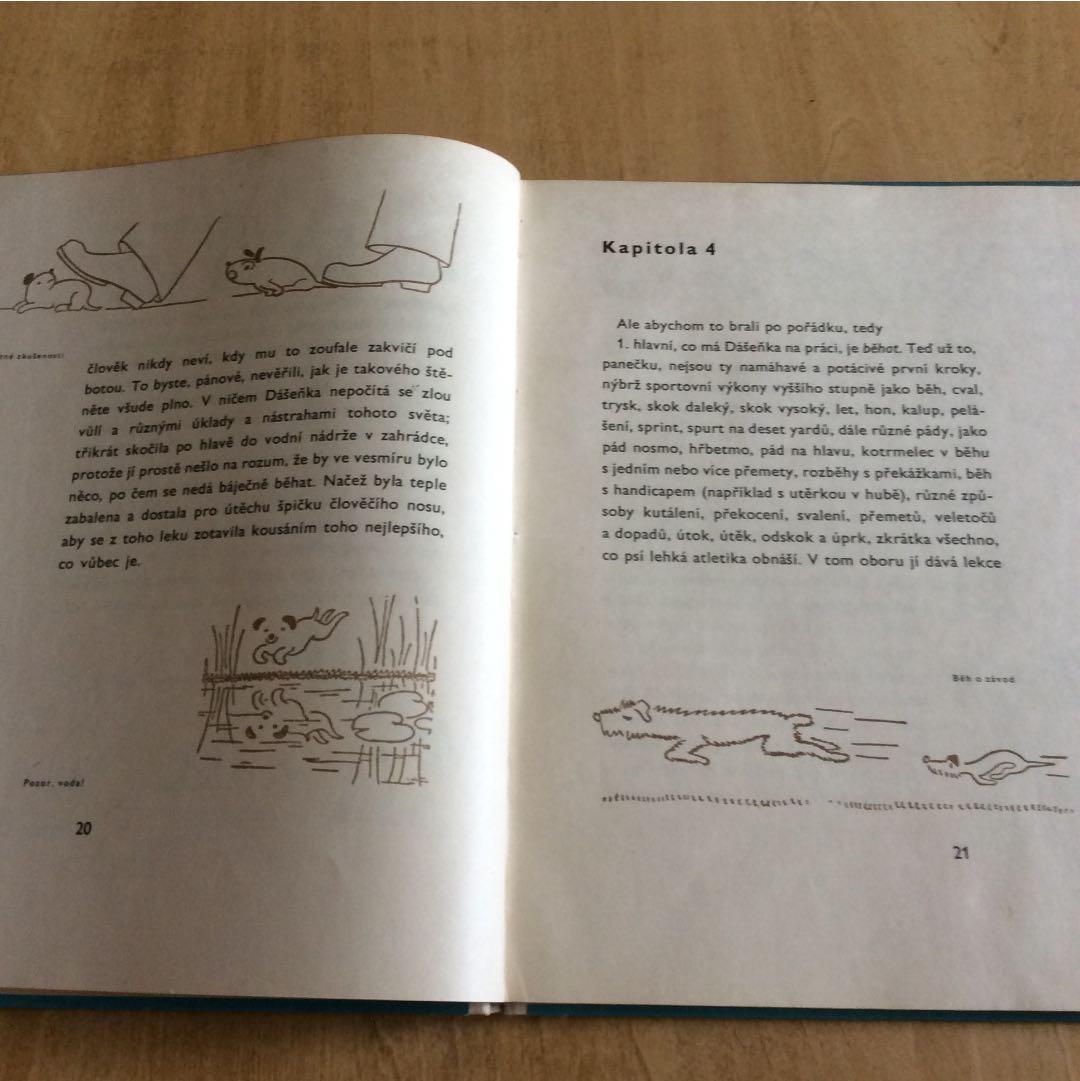 zkušenosti
člověk nikdy neví, kdy mu to zoufale zakvičí pod
botou. To byste, pánové, nevěřili, jak je takového ště-
něte všude plno. V ničem Dášeňka nepočítá se zlou
vůlí a různými úklady a nástrahami tohoto světa;
třikrát skočila po hlavě do vodní nádrže v zahrádce,
protože jí prostě nešlo na rozum, že by ve vesmíru bylo
něco, po čem se nedá báječně běhat. Načež byla teple
zabalena a dostala pro útěchu špičku člověčího nosu,
aby se z toho leku zotavila kousáním toho nejlepšího,
co vůbec je.
Pozor, voda!
20
Kapitola 4
Ale abychom to brali po pořádku, tedy
1. hlavní, co má Dášeňka na práci, je běhat. Teď už to,
panečku, nejsou ty namáhavé a potácivé první kroky,
nýbrž sportovní výkony vyššího stupně jako běh, cval,
trysk, skok daleký, skok vysoký, let, hon, kalup, pelá-
šení, sprint, spurt na deset yardů, dále různé pády, jako
pád nosmo, hřbetmo, pád na hlavu, kotrmelec v běhu
s jedním nebo více přemety, rozběhy s překážkami, běh
s handicapem (například s utěrkou v hubě), různé způ-
soby kutálení, překocení, svalení, přemetů, veletočů
a dopadů, útok, útěk, odskok a úprk, zkrátka všechno,
co psí lehká atletika obnáší. V tom oboru jí dává lekce
Běh o závod
21